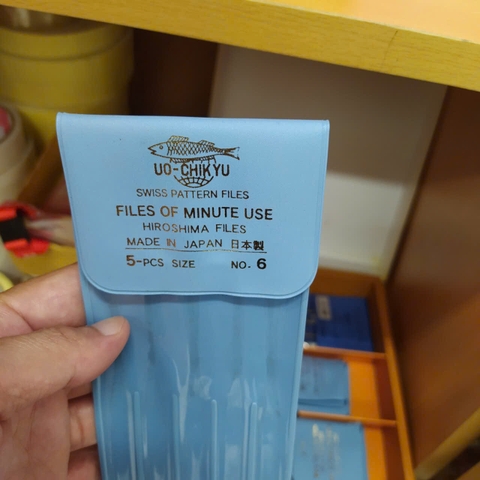 UO-CHIKYU
SWISS PATTERN FILES
FILES OF MINUTE USE
HIROSHIMA FILES
MADE IN JAPAN 日本製
5-PCS SIZE NO. 6